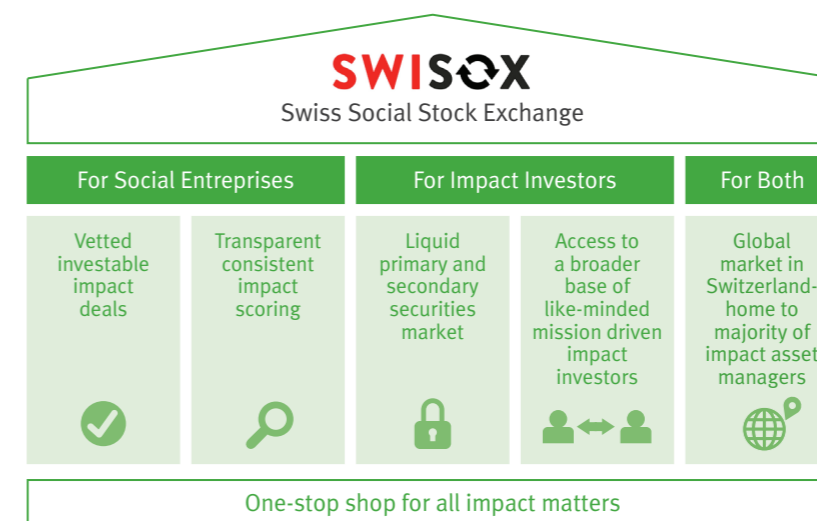 SWISOX
Swiss Social Stock Exchange
For Social Entreprises
For Impact Investors
For Both
Vetted
investable
impact
deals
Transparent
consistent
impact
scoring
Liquid
primary and
secondary
securities
market
Access to
a broader
base of
like-minded
mission driven
impact
investors
Global
market in
Switzerland-
home to
majority of
impact asset
managers
One-stop shop for all impact matters